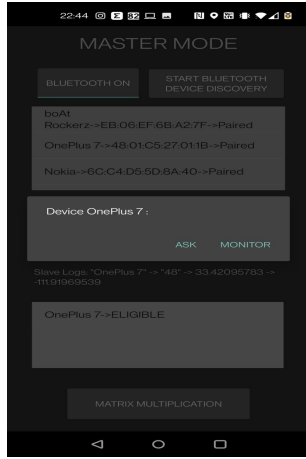 22:44
MASTER MODE
BLUETOOTH ON
START BLUETOOTH
DEVICE DISCOVERY
boAt
Rockerz->EB:06:EF:6B:A2:7F->Paired
OnePlus 7->48:01:C5:27:01:1B->Paired
Nokia->6C:C4:D5:5D:8A:40->Paired
Device OnePlus 7 :
ASK MONITOR
Slave Logs: "OnePlus 7" -> "48" -> 33.42095783 ->
-111.91969539
OnePlus 7->ELIGIBLE
MATRIX MULTIPLICATION